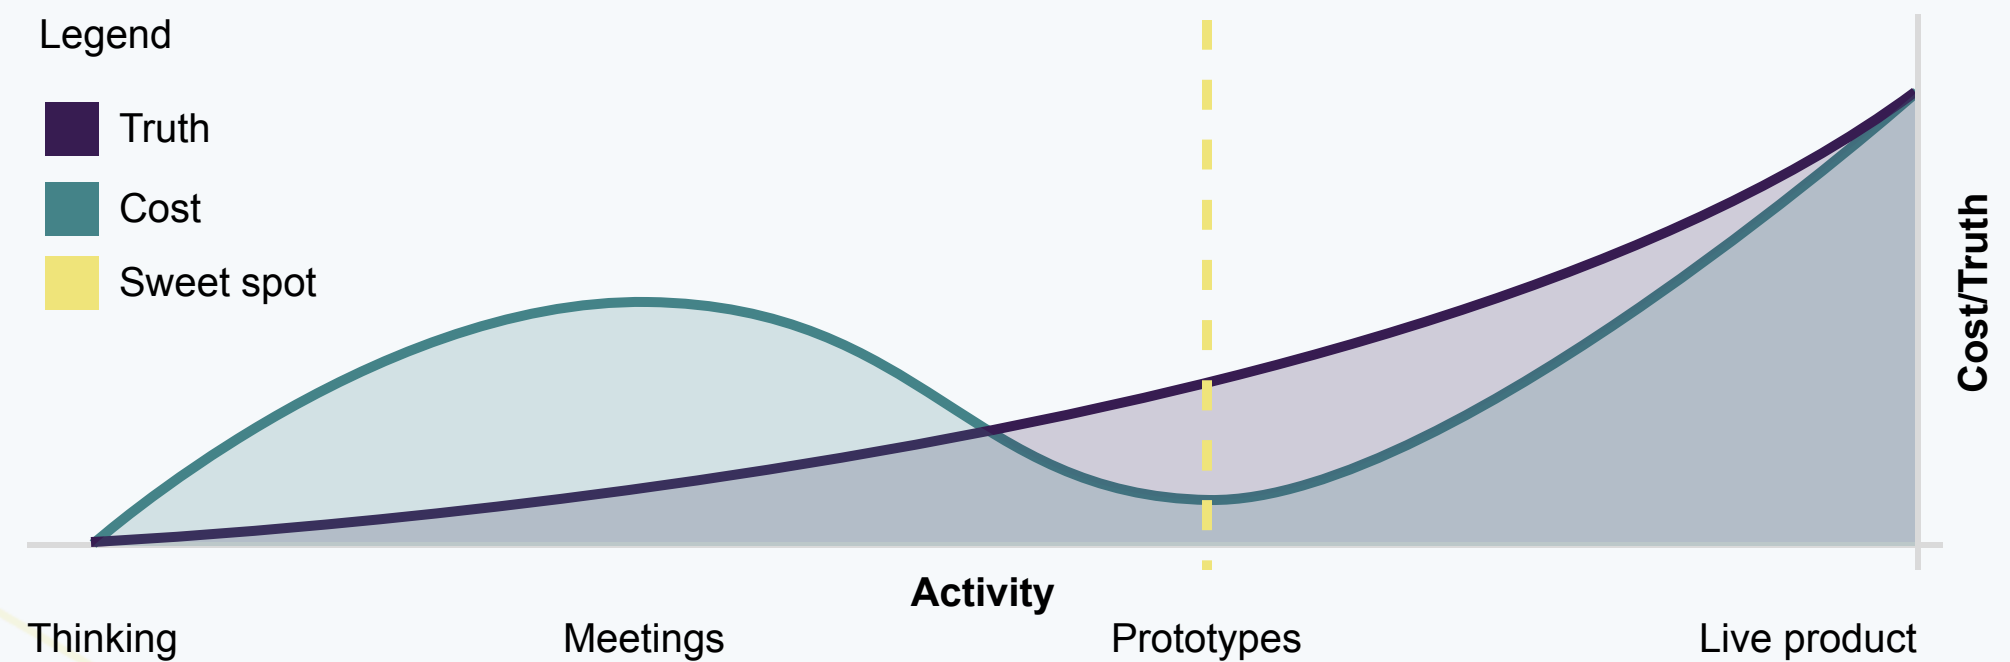 Legend
Truth
Cost
Sweet spot
Cost/Truth
Activity
Thinking
Meetings
Prototypes
Live product